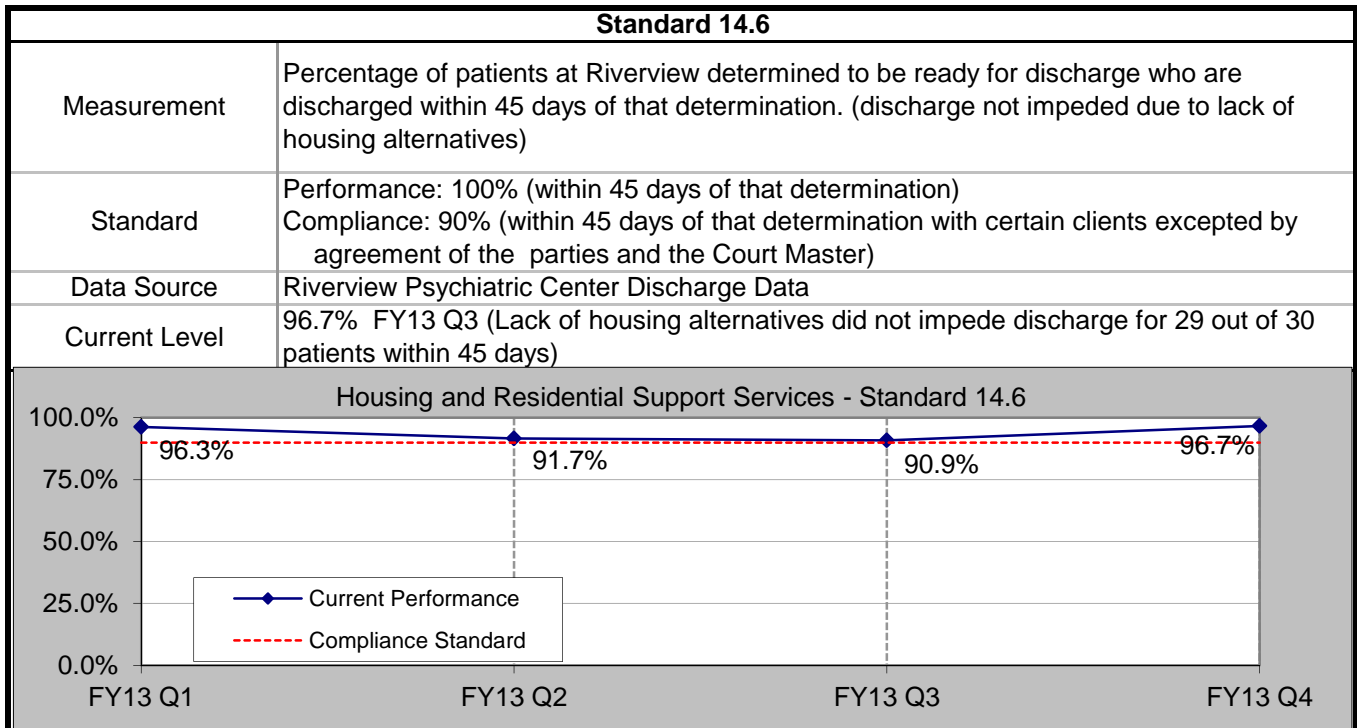 Standard 14.6
Measurement
Percentage of patients at Riverview determined to be ready for discharge who are
discharged within 45 days of that determination. (discharge not impeded due to lack of
housing alternatives)
Standard
Performance: 100% (within 45 days of that determination)
Compliance: 90% (within 45 days of that determination with certain clients excepted by
agreement of the parties and the Court Master)
Data Source
Riverview Psychiatric Center Discharge Data
Current Level
96.7% FY13 Q3 (Lack of housing alternatives did not impede discharge for 29 out of 30
patients within 45 days)
Housing and Residential Support Services - Standard 14.6
100.0%
96.3%
91.7%
90.9%
96.7%
75.0%
50.0%
25.0%
0.0%
Current Performance
Compliance Standard
FY13 Q1
FY13 Q2
FY13 Q3
FY13 Q4